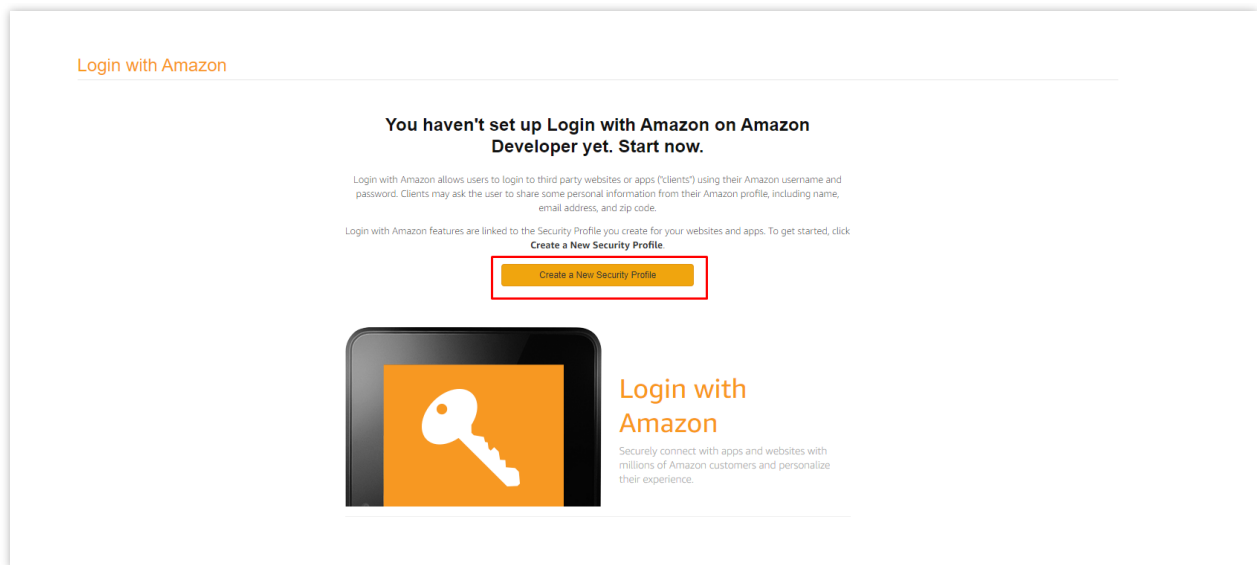 Login with Amazon
You haven't set up Login with Amazon on Amazon
Developer yet. Start now.
Login with Amazon allows users to login to third party websites or apps ("clients") using their Amazon username and
password. Clients may ask the user to share some personal information from their Amazon profile, including name,
email address, and zip code.
Login with Amazon features are linked to the Security Profile you create for your websites and apps. To get started, click
Create a New Security Profile.
Create a New Security Profile
Login with
Amazon
Securely connect with apps and websites with
millions of Amazon customers and personalize
their experience.